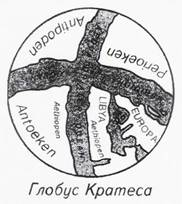 Antipoden
Perioeken
Antoeken
Aethiopen
LIBYA
Aethiopen
EUROPA
Глобус Кратеса